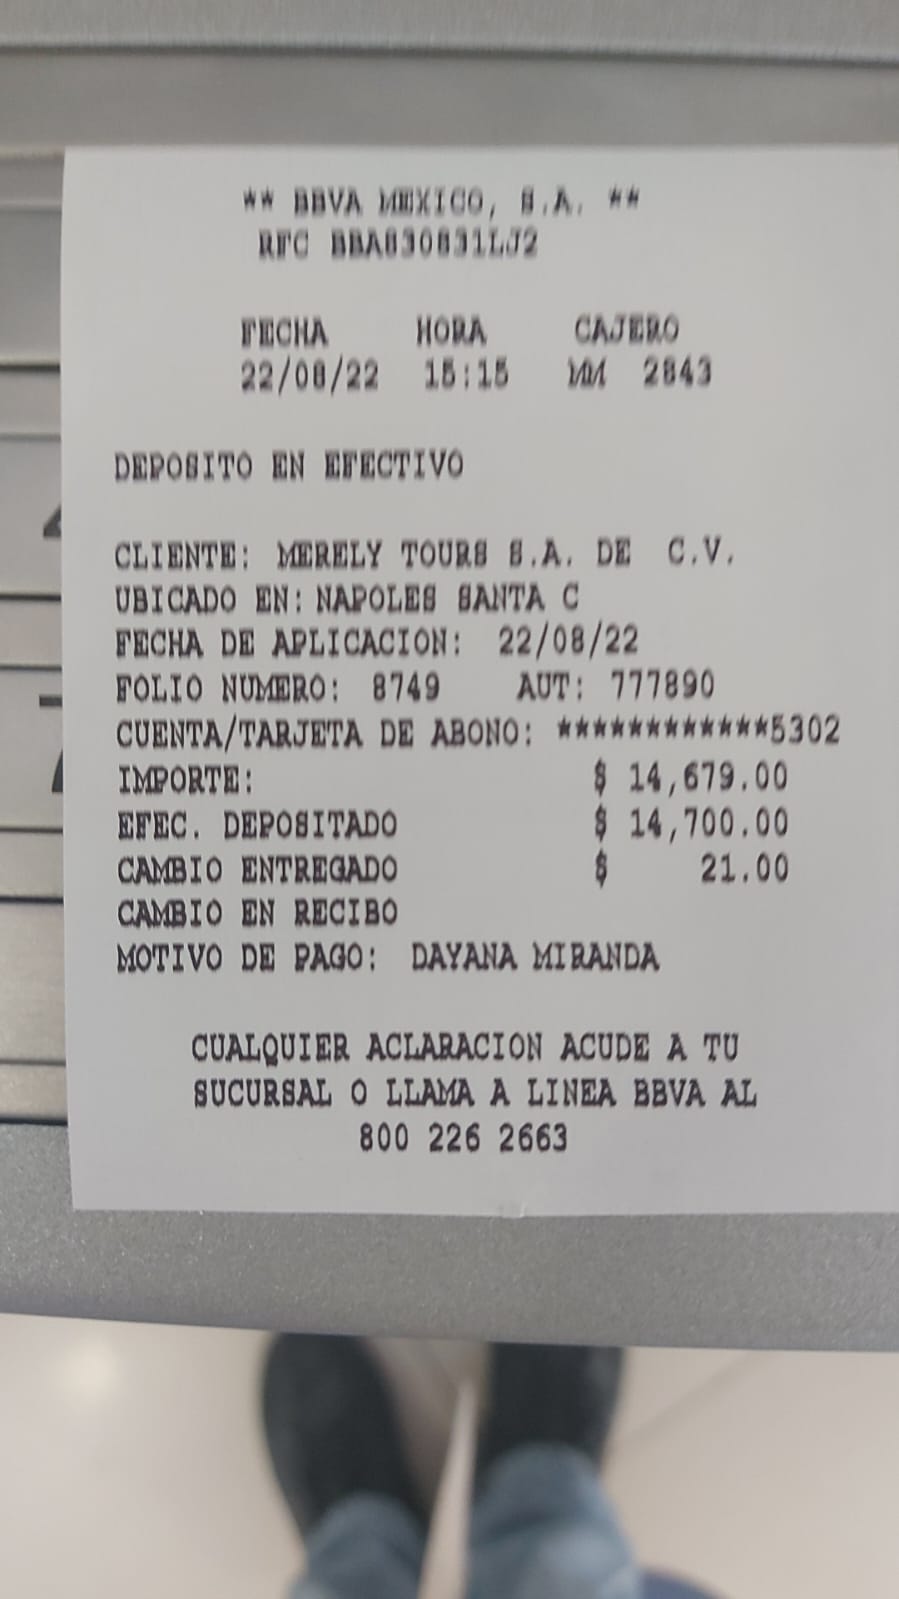 ** BBVA MEXICO, S.A. **
RFC BBA830831LJ2
FECHA HORA CAJERO
22/08/22 15:15 MM 2843
DEPOSITO EN EFECTIVO
CLIENTE: MERELY TOURS S.A. DE C.V.
UBICADO EN: NAPOLES SANTA C
FECHA DE APLICACION: 22/08/22
FOLIO NUMERO: 8749 AUT: 777890
CUENTA/TARJETA DE ABONO: ************5302
IMPORTE: $ 14,679.00
EFEC. DEPOSITADO $ 14,700.00
CAMBIO ENTREGADO $ 21.00
CAMBIO EN RECIBO
MOTIVO DE PAGO: DAYANA MIRANDA
CUALQUIER ACLARACION ACUDE A TU
SUCURSAL O LLAMA A LINEA BBVA AL
800 226 2663